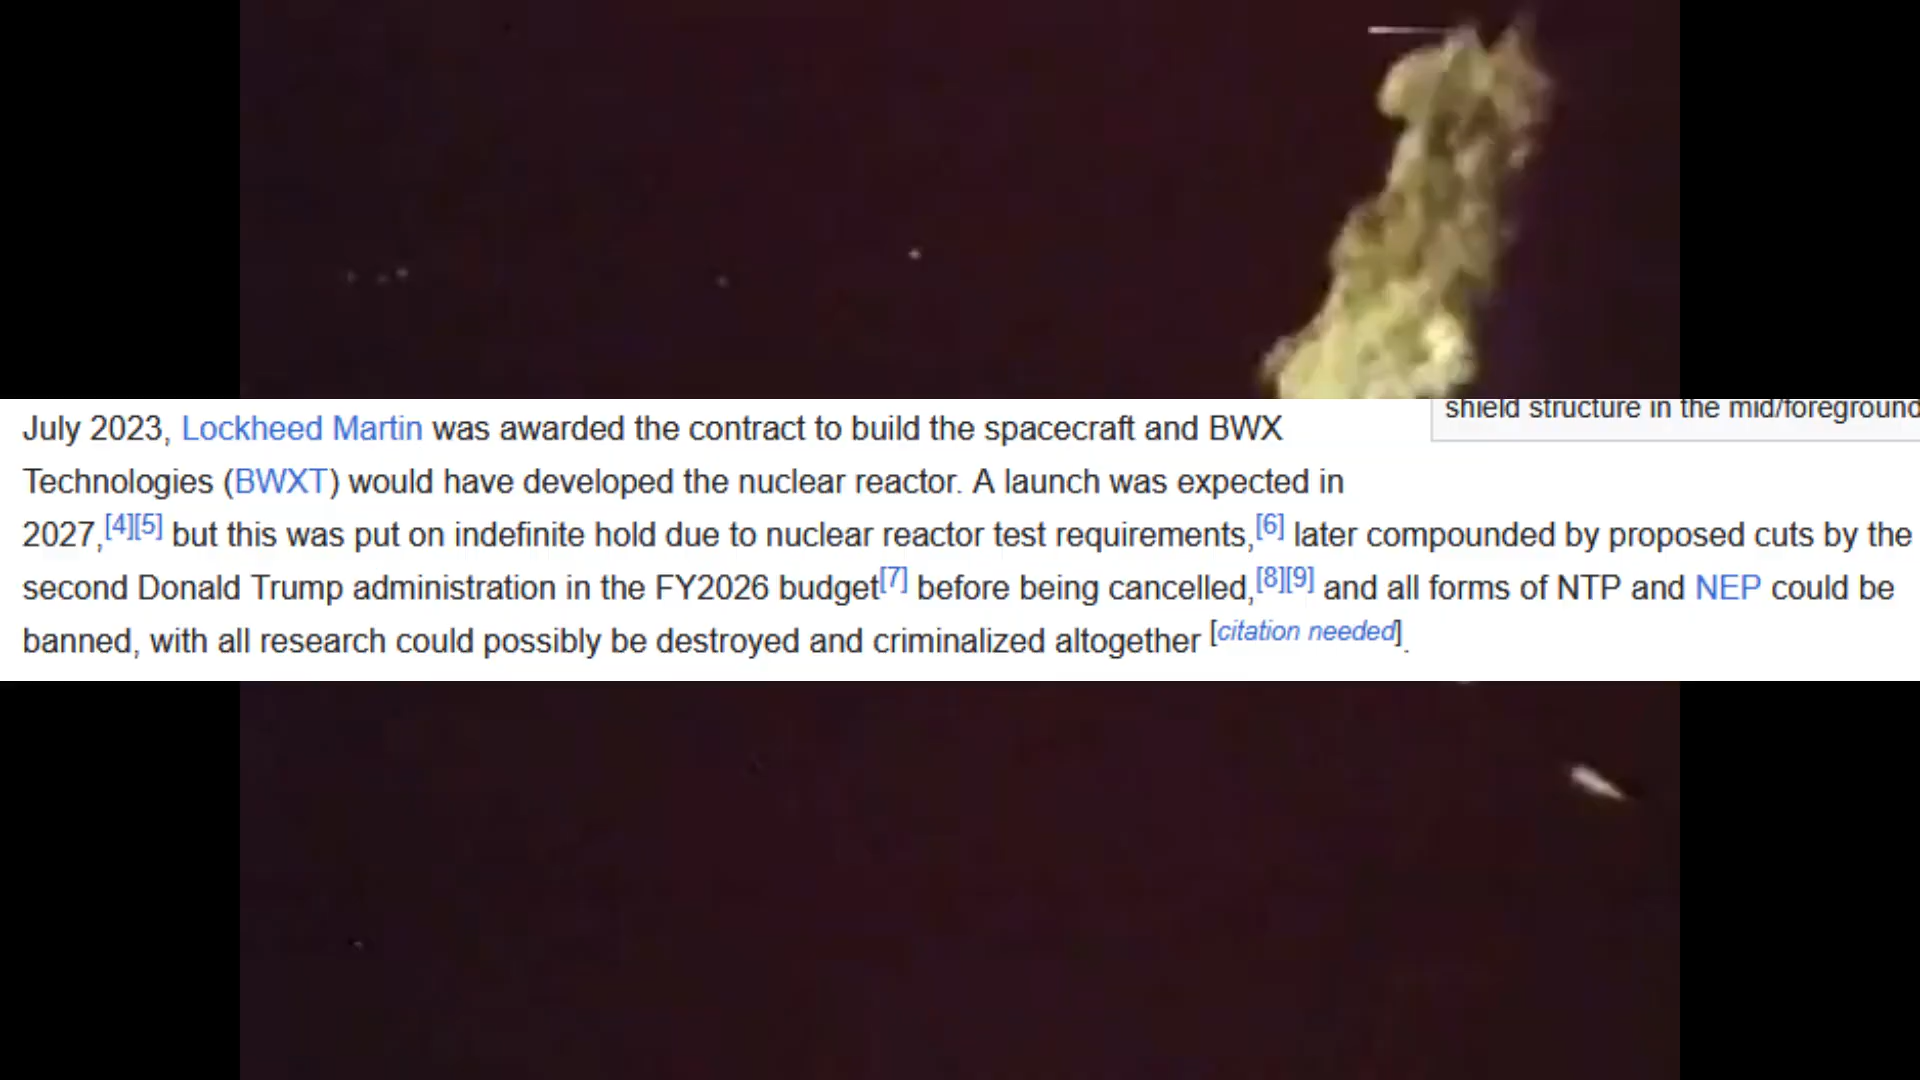 shield structure in the mid/foreground
July 2023, Lockheed Martin was awarded the contract to build the spacecraft and BWX
Technologies (BWXT) would have developed the nuclear reactor. A launch was expected in
2027,[4][5] but this was put on indefinite hold due to nuclear reactor test requirements,[6] later compounded by proposed cuts by the
second Donald Trump administration in the FY2026 budget[7] before being cancelled,[8][9] and all forms of NTP and NEP could be
banned, with all research could possibly be destroyed and criminalized altogether [citation needed].